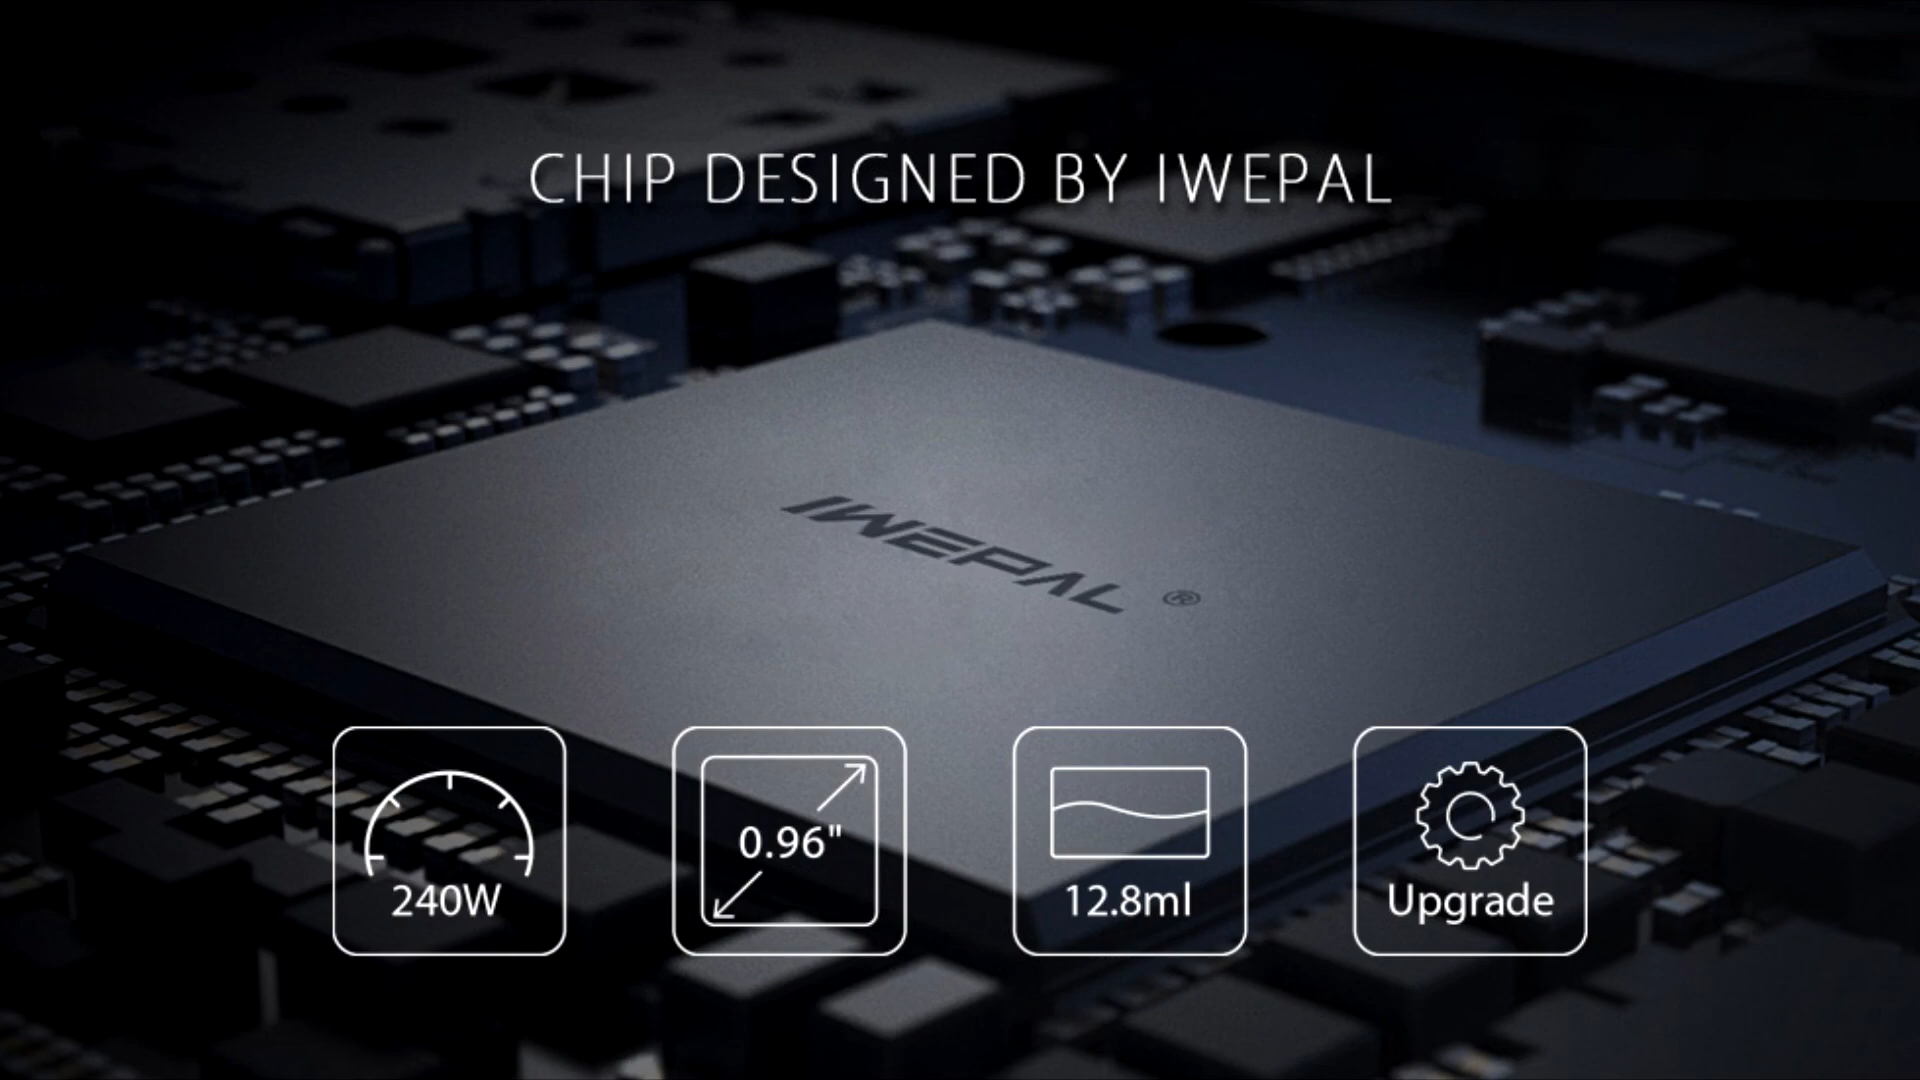 CHIP DESIGNED BY IWEPAL
IWEPAL ®
240W
0.96"
12.8ml
Upgrade